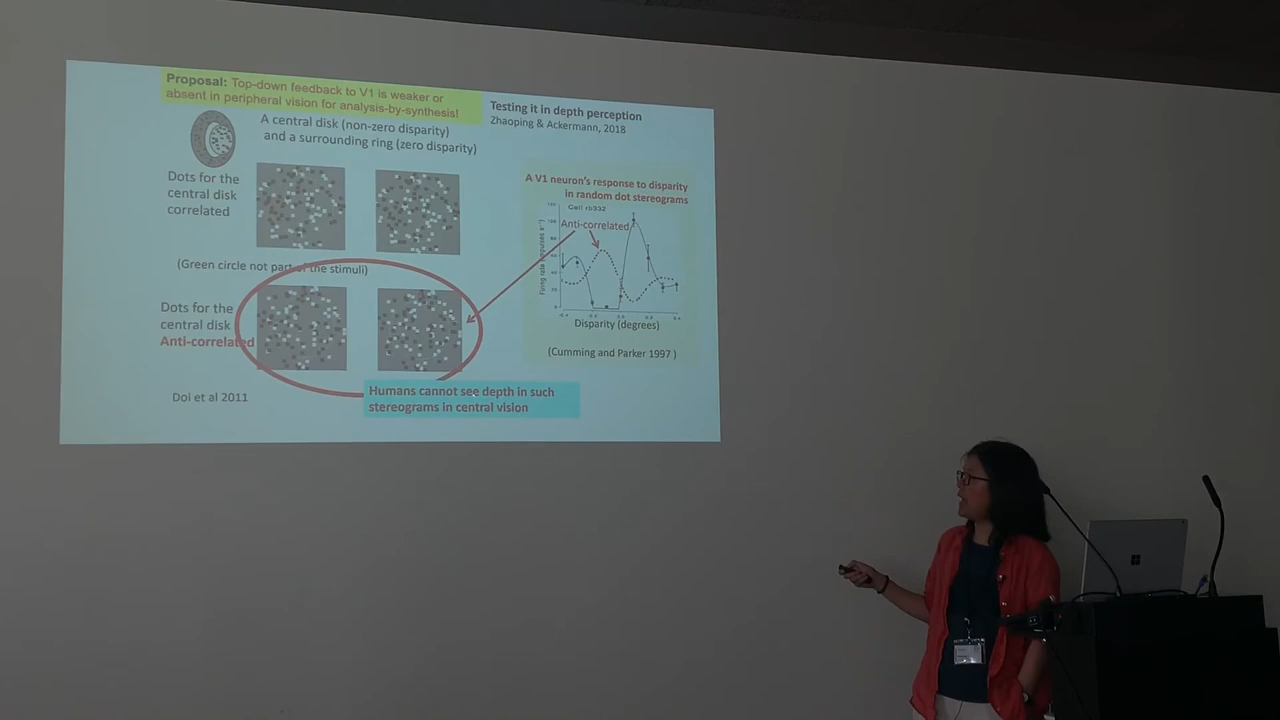 Proposal: Top-down feedback to V1 is weaker or
absent in peripheral vision for analysis-by-synthesis!
Testing it in depth perception
Zhaoping & Ackermann, 2018
A central disk (non-zero disparity)
and a surrounding ring (zero disparity)
Dots for the
central disk
correlated
A V1 neuron's response to disparity
in random dot stereograms
Cell rb332
Anti-correlated
Firing rate (impulses s⁻¹)
Disparity (degrees)
(Cumming and Parker 1997 )
(Green circle not part of the stimuli)
Dots for the
central disk
Anti-correlated
Humans cannot see depth in such
stereograms in central vision
Doi et al 2011